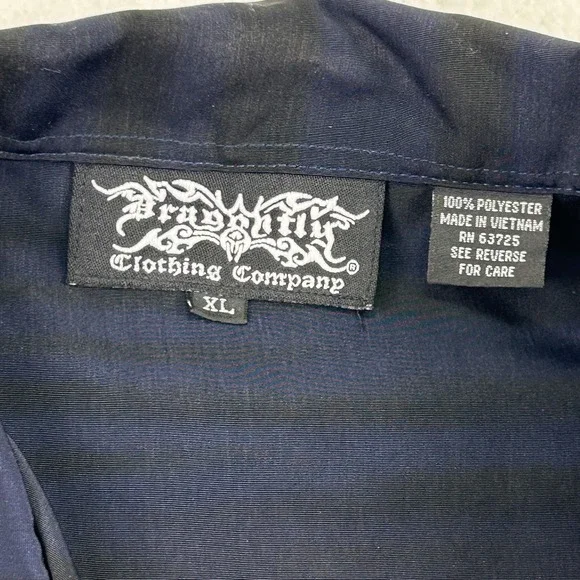 Dragonfly
Clothing Company®
XL
100% POLYESTER
MADE IN VIETNAM
RN 63725
SEE REVERSE
FOR CARE